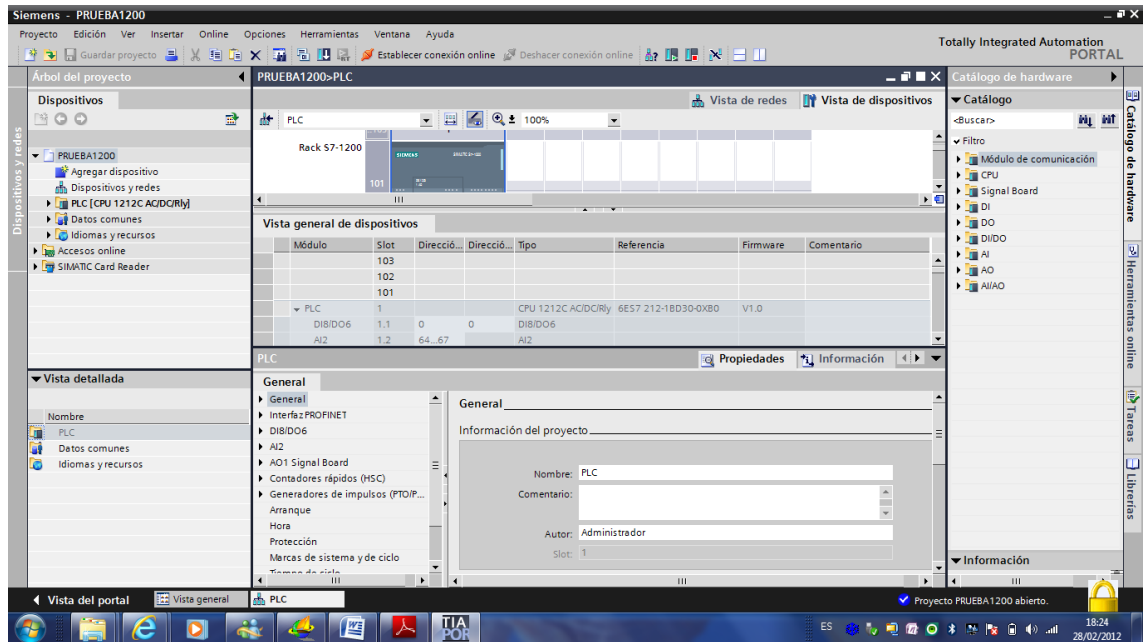 Siemens - PRUEBA1200
Proyecto Edición Ver Insertar Online Opciones Herramientas Ventana Ayuda
Guardar proyecto
Establecer conexión online
Deshacer conexión online
Totally Integrated Automation
PORTAL
Árbol del proyecto
Dispositivos
PRUEBA1200
Agregar dispositivo
Dispositivos y redes
PLC [CPU 1212C AC/DC/Rly]
Datos comunes
Idiomas y recursos
Accesos online
SIMATIC Card Reader
Dispositivos y redes
Vista detallada
Nombre
PLC
Datos comunes
Idiomas y recursos
PRUEBA1200>PLC
Vista de redes
Vista de dispositivos
PLC
100%
Rack S7-1200
101
SIEMENS
Vista general de dispositivos
Módulo Slot Direcció... Direcció... Tipo Referencia Firmware Comentario
103
102
101
PLC 1 CPU 1212C AC/DC/Rly 6ES7 212-1BD30-0XB0 V1.0
DI8/DO6 1.1 0 0 DI8/DO6
AI2 1.2 64...67 AI2
PLC
Propiedades
Información
General
General
Interfaz PROFINET
DI8/DO6
AI2
AO1 Signal Board
Contadores rápidos (HSC)
Generadores de impulsos (PTO/P...
Arranque
Hora
Protección
Marcas de sistema y de ciclo
General
Información del proyecto
Nombre: PLC
Comentario:
Autor: Administrador
Slot: 1
Catálogo de hardware
Catálogo
<Buscar>
Filtro
Módulo de comunicación
CPU
Signal Board
DI
DO
DI/DO
AI
AO
AI/AO
Información
Catálogo de hardware
Herramientas online
Tareas
Librerías
Vista del portal
Vista general
PLC
Proyecto PRUEBA1200 abierto.
TIA
POR
ES
18:24
28/02/2012